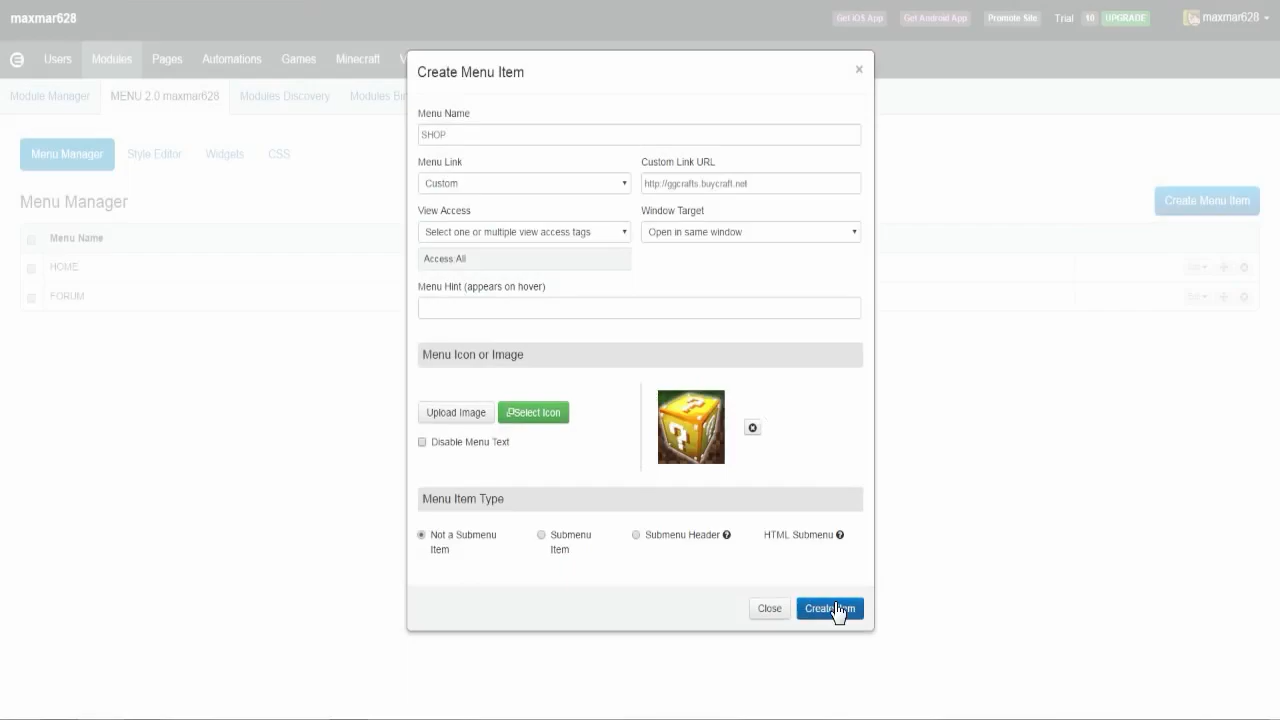 maxmar628
Get iOS App
Get Android App
Promote Site
Trial
10
UPGRADE
maxmar628
Users
Modules
Pages
Automations
Games
Minecraft
Module Manager
MENU 2.0 maxmar628
Modules Discovery
Modules
Menu Manager
Style Editor
Widgets
CSS
Menu Manager
Create Menu Item
Menu Name
HOME
FORUM
Create Menu Item
×
Menu Name
SHOP
Menu Link
Custom Link URL
Custom
http://ggcrafts.buycraft.net
View Access
Window Target
Select one or multiple view access tags
Open in same window
Access:All
Menu Hint (appears on hover)
Menu Icon or Image
Upload Image
Select Icon
Disable Menu Text
Menu Item Type
Not a Submenu
Item
Submenu
Item
Submenu Header
HTML Submenu
Close
Create Item